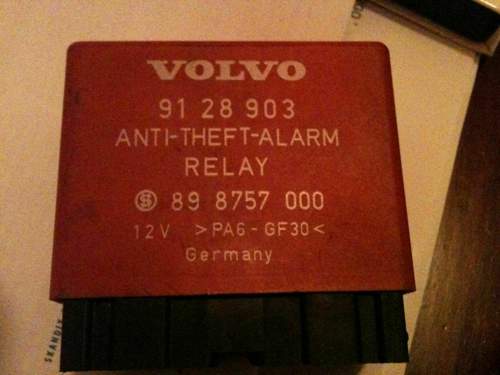 VOLVO
91 28 903
ANTI-THEFT-ALARM
RELAY
S 89 8757 000
12V >PA6-GF30<
Germany